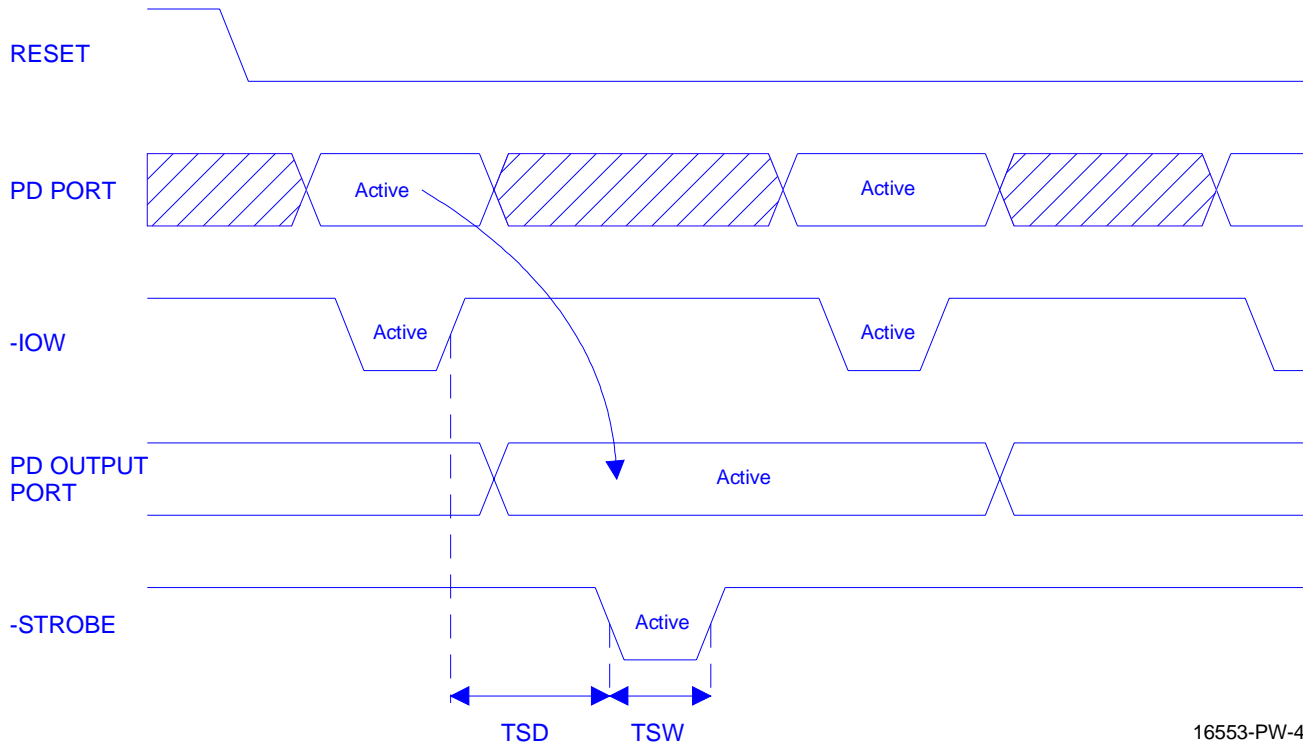 RESET
PD PORT
Active
Active
-IOW
Active
Active
PD OUTPUT
PORT
Active
-STROBE
Active
TSD
TSW
16553-PW-4